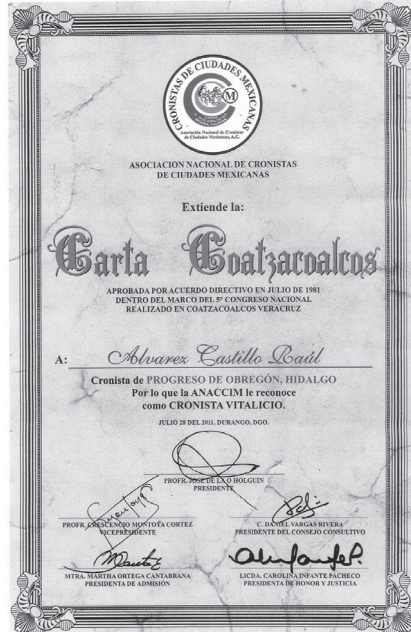 CRONISTAS DE CIUDADES MEXICANAS
M
Asociación Nacional de Cronistas
de Ciudades Mexicanas, A.C.
ASOCIACION NACIONAL DE CRONISTAS
DE CIUDADES MEXICANAS
Extiende la:
Carta Coatzacoalcos
APROBADA POR ACUERDO DIRECTIVO EN JULIO DE 1981
DENTRO DEL MARCO DEL 5º CONGRESO NACIONAL
REALIZADO EN COATZACOALCOS VERACRUZ
A: Alvarez Castillo Raúl
Cronista de PROGRESO DE OBREGÓN, HIDALGO
Por lo que la ANACCIM le reconoce
como CRONISTA VITALICIO.
JULIO 28 DEL 2011, DURANGO, DGO.
PROFR. JOSE DE LA O HOLGUIN
PRESIDENTE
PROFR. CRESCENCIO MONTOYA CORTEZ
VICEPRESIDENTE
C. DANIEL VARGAS RIVERA
PRESIDENTE DEL CONSEJO CONSULTIVO
MTRA. MARTHA ORTEGA CANTABRANA
PRESIDENTA DE ADMISIÓN
LICDA. CAROLINA INFANTE PACHECO
PRESIDENTA DE HONOR Y JUSTICIA